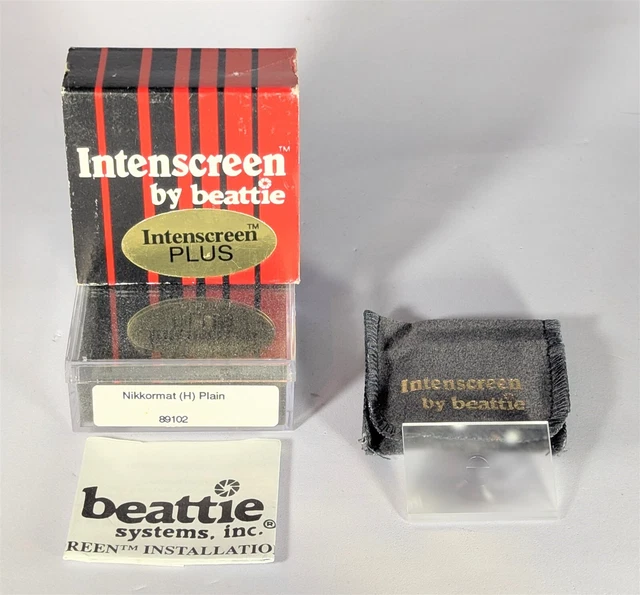 Intenscreen™
by beattie
Intenscreen™
PLUS
Nikkormat (H) Plain
89102
beattie
systems, inc.®
REEN™ INSTALLATIO
Intenscreen
by beattie